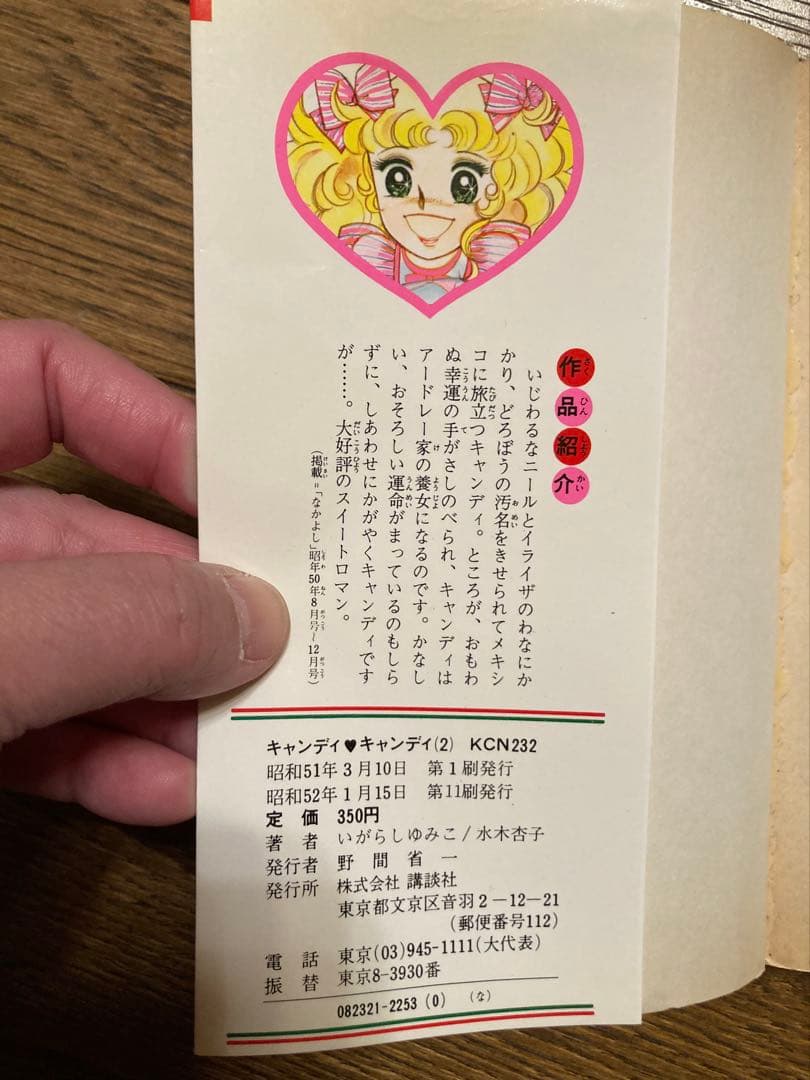 作品紹介
いじわるなニールとイライザのわなにか
かり、どろぼうの汚名をきせられてメキシ
コに旅立つキャンディ。ところが、おもわ
ぬ幸運の手がさしのべられ、キャンディは
アードレー家の養女になるのです。かなし
い、おそろしい運命がまっているのもしら
ずに、しあわせにかがやくキャンディです
が……。大好評のスイートロマン。
(掲載=「なかよし」昭和50年8月号~12月号)
キャンディ♥キャンディ(2) KCN232
昭和51年3月10日 第1刷発行
昭和52年1月15日 第11刷発行
定価 350円
著者 いがらしゆみこ/水木杏子
発行者 野間省一
発行所 株式会社 講談社
東京都文京区音羽2-12-21
(郵便番号112)
電話 東京(03)945-1111(大代表)
振替 東京8-3930番
082321-2253(0) (な)